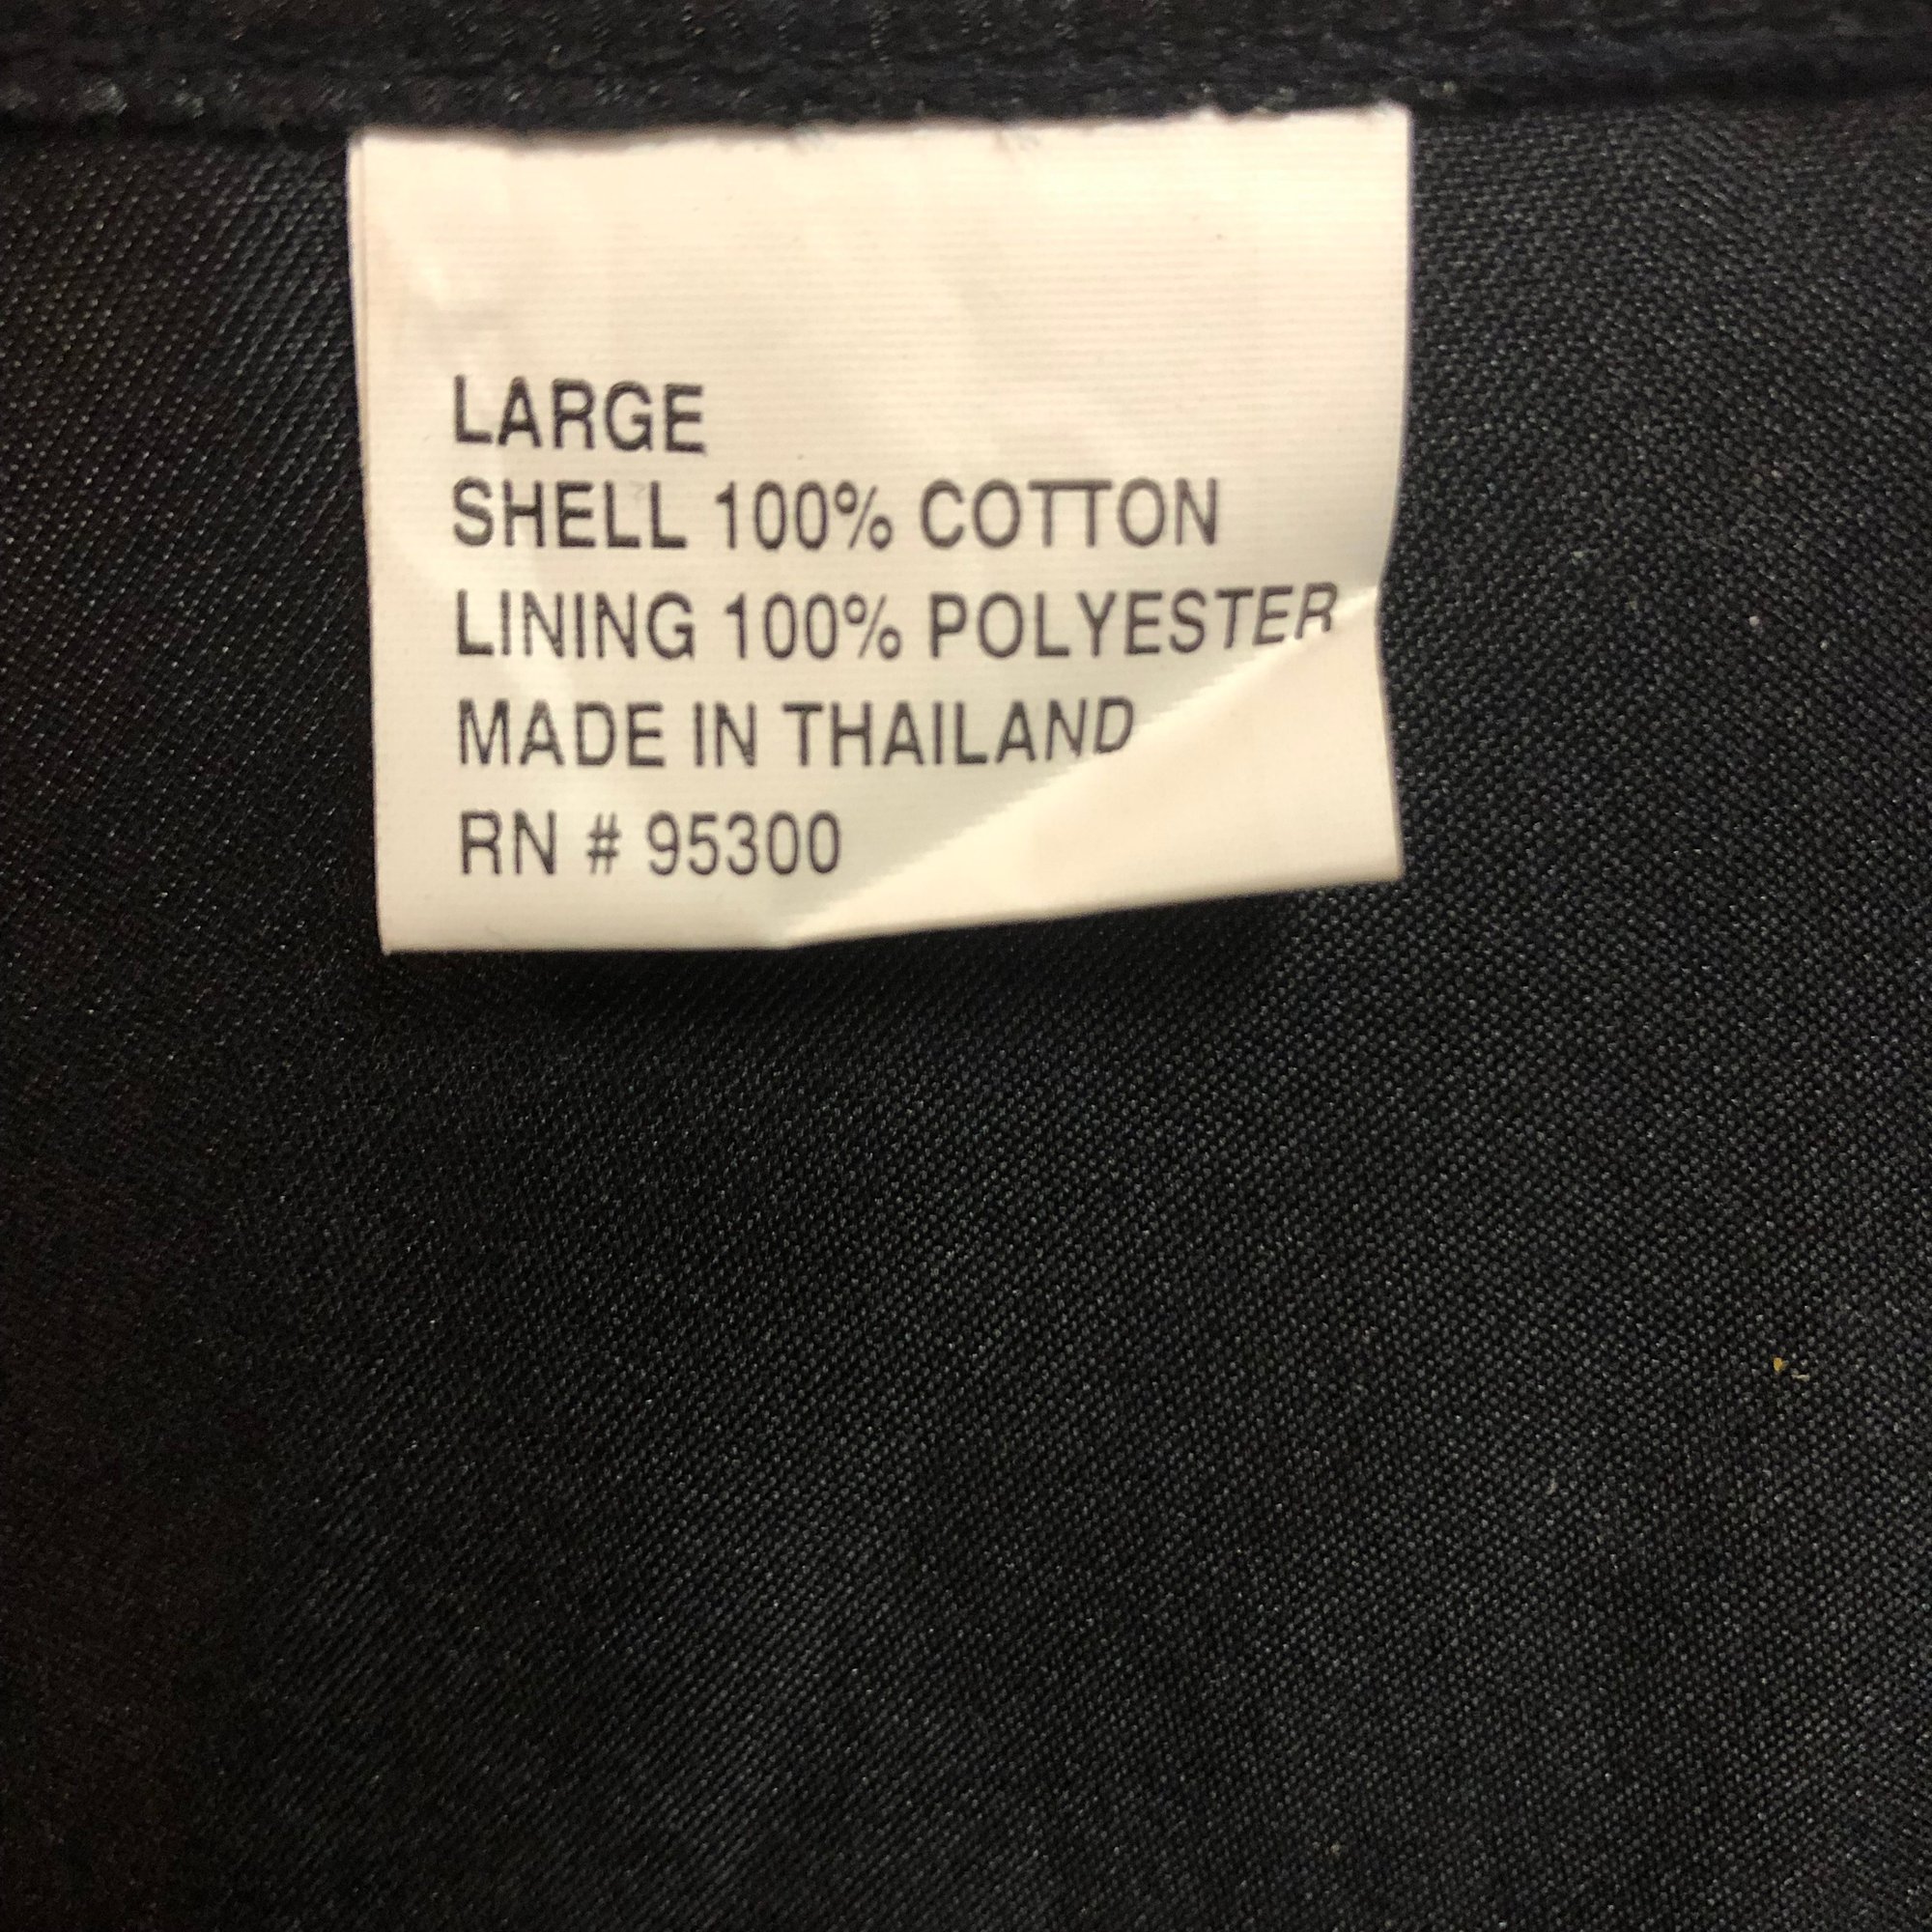 LARGE
SHELL 100% COTTON
LINING 100% POLYESTER
MADE IN THAILAND
RN # 95300